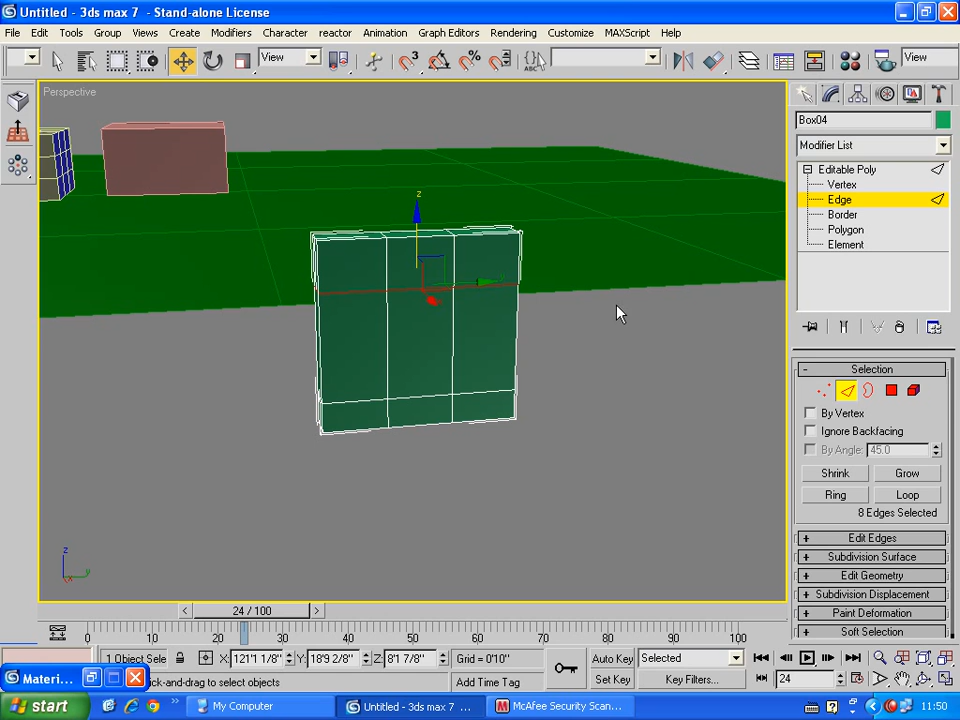 Untitled - 3ds max 7 - Stand-alone License
File Edit Tools Group Views Create Modifiers Character reactor Animation Graph Editors Rendering Customize MAXScript Help
View View
Perspective
Box04
Modifier List
Editable Poly
Vertex
Edge
Border
Polygon
Element
z
Selection
By Vertex
Ignore Backfacing
By Angle: 45.0
Shrink Grow
Ring Loop
8 Edges Selected
+ Edit Edges
+ Subdivision Surface
+ Edit Geometry
+ Subdivision Displacement
+ Paint Deformation
+ Soft Selection
z
x y
< 24 / 100 >
0 10 20 30 40 50 60 70 80 90 100
1 Object Sele X: 121'1 1/8" Y: 18'9 2/8" Z: 8'1 7/8" Grid = 0'10" Auto Key Selected
Materi... ick-and-drag to select objects Add Time Tag Set Key Key Filters... 24
start My Computer Untitled - 3ds max 7 ... McAfee Security Scan... 11:50